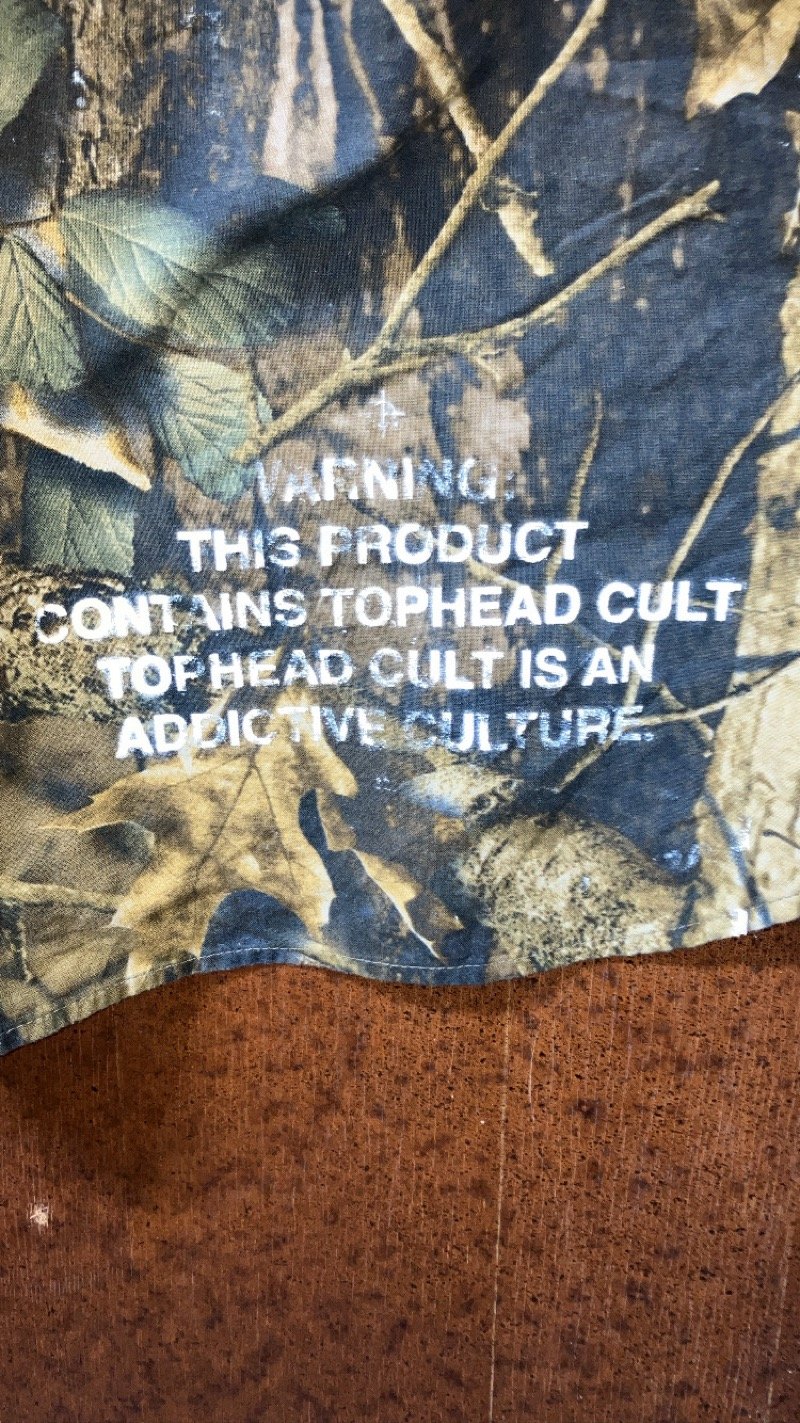 WARNING:
THIS PRODUCT
CONTAINS TOPHEAD CULT
TOPHEAD CULT IS AN
ADDICTIVE CULTURE.